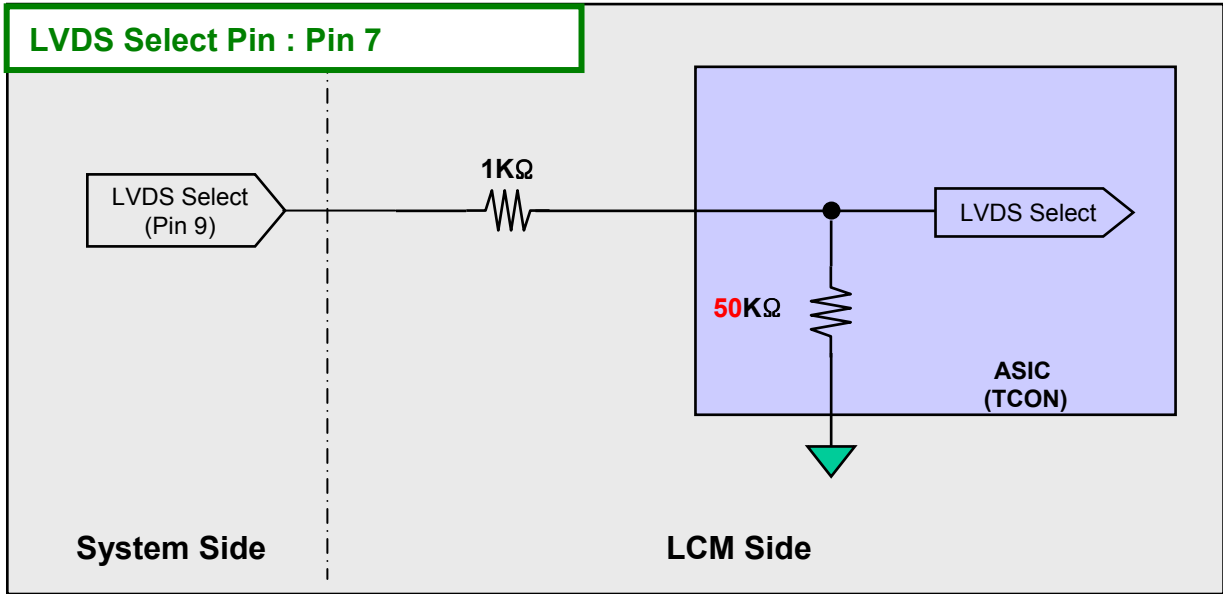 LVDS Select Pin : Pin 7
1KΩ
LVDS Select
(Pin 9)
LVDS Select
50KΩ
ASIC
(TCON)
System Side
LCM Side